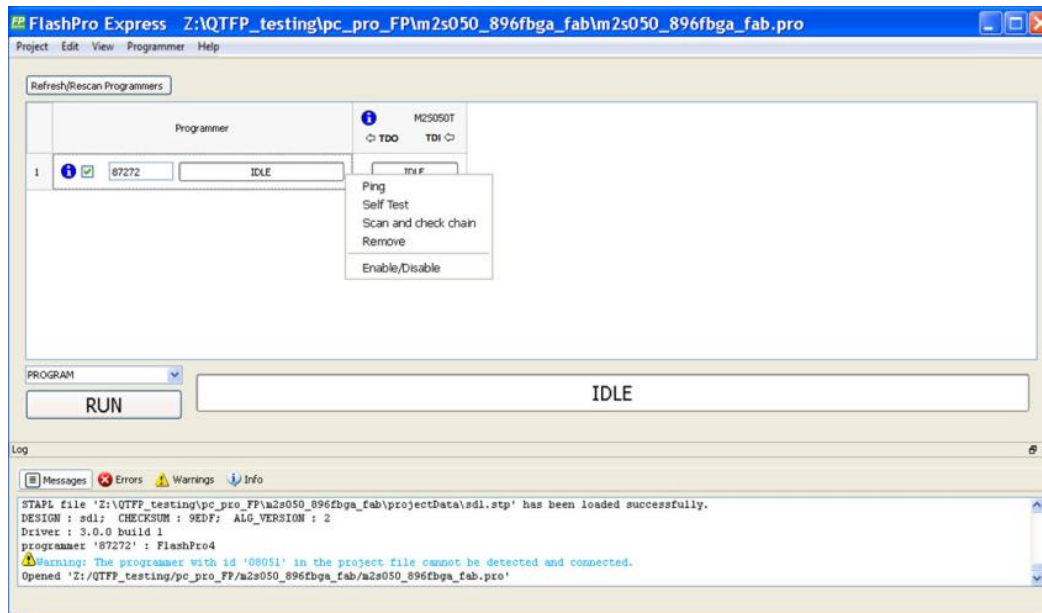 FP FlashPro Express Z:\QTFP_testing\pc_pro_FP\m2s050_896fbga_fab\m2s050_896fbga_fab.pro
Project Edit View Programmer Help
Refresh/Rescan Programmers
Programmer
M2S050T
TDO TDI
1 87272 IDLE IDLE
Ping
Self Test
Scan and check chain
Remove
Enable/Disable
PROGRAM
RUN
IDLE
Log
Messages Errors Warnings Info
STAPL file 'Z:\QTFP_testing\pc_pro_FP\m2s050_896fbga_fab\projectData\sdl.stp' has been loaded successfully.
DESIGN : sdl; CHECKSUM : 9EDF; ALG_VERSION : 2
Driver : 3.0.0 build 1
programmer '87272' : FlashPro4
Warning: The programmer with id '08051' in the project file cannot be detected and connected.
Opened 'Z:/QTFP_testing/pc_pro_FP/m2s050_896fbga_fab/m2s050_896fbga_fab.pro'